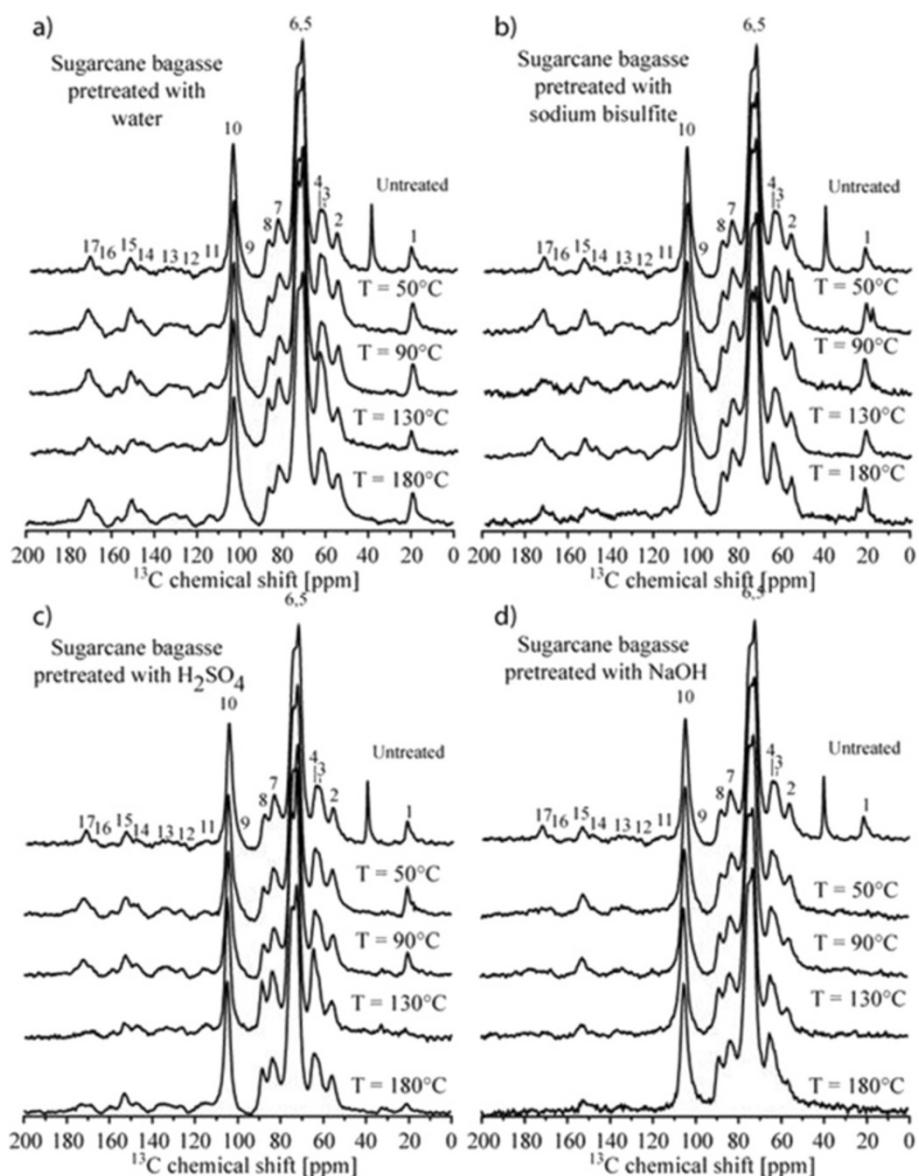 a)
Sugarcane bagasse
pretreated with
water
6,5
10
Untreated
17 16 15 14 13 12 11 9 8 7 4 3 2 1
T = 50°C
T = 90°C
T = 130°C
T = 180°C
200 180 160 140 120 100 80 60 40 20 0
¹³C chemical shift [ppm]
b)
Sugarcane bagasse
pretreated with
sodium bisulfite
6,5
10
Untreated
17 16 15 14 13 12 11 9 8 7 4 3 2 1
T = 50°C
T = 90°C
T = 130°C
T = 180°C
200 180 160 140 120 100 80 60 40 20 0
¹³C chemical shift [ppm]
c)
Sugarcane bagasse
pretreated with H₂SO₄
6,5
10
Untreated
17 16 15 14 13 12 11 9 8 7 4 3 2 1
T = 50°C
T = 90°C
T = 130°C
T = 180°C
200 180 160 140 120 100 80 60 40 20 0
¹³C chemical shift [ppm]
d)
Sugarcane bagasse
pretreated with NaOH
6,5
10
Untreated
17 16 15 14 13 12 11 9 8 7 4 3 2 1
T = 50°C
T = 90°C
T = 130°C
T = 180°C
200 180 160 140 120 100 80 60 40 20 0
¹³C chemical shift [ppm]